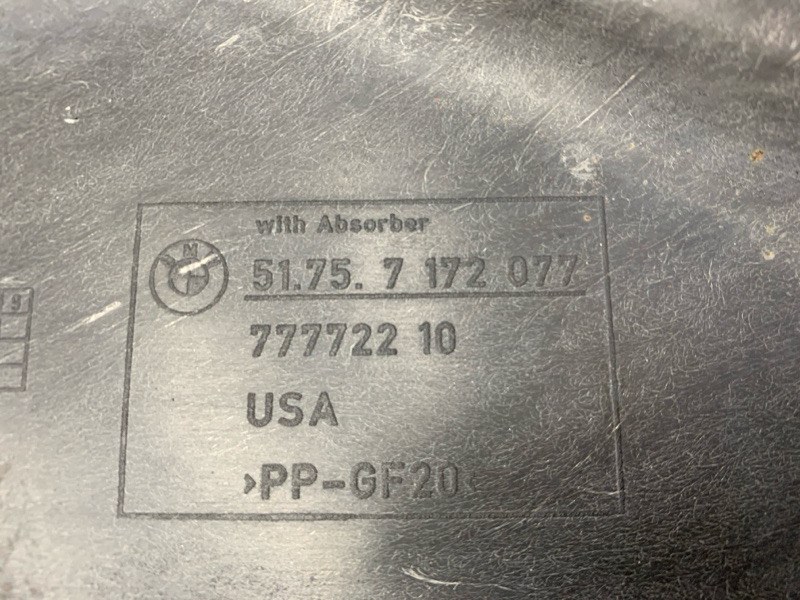 with Absorber
51.75. 7 172 077
777722 10
USA
>PP-GF20<